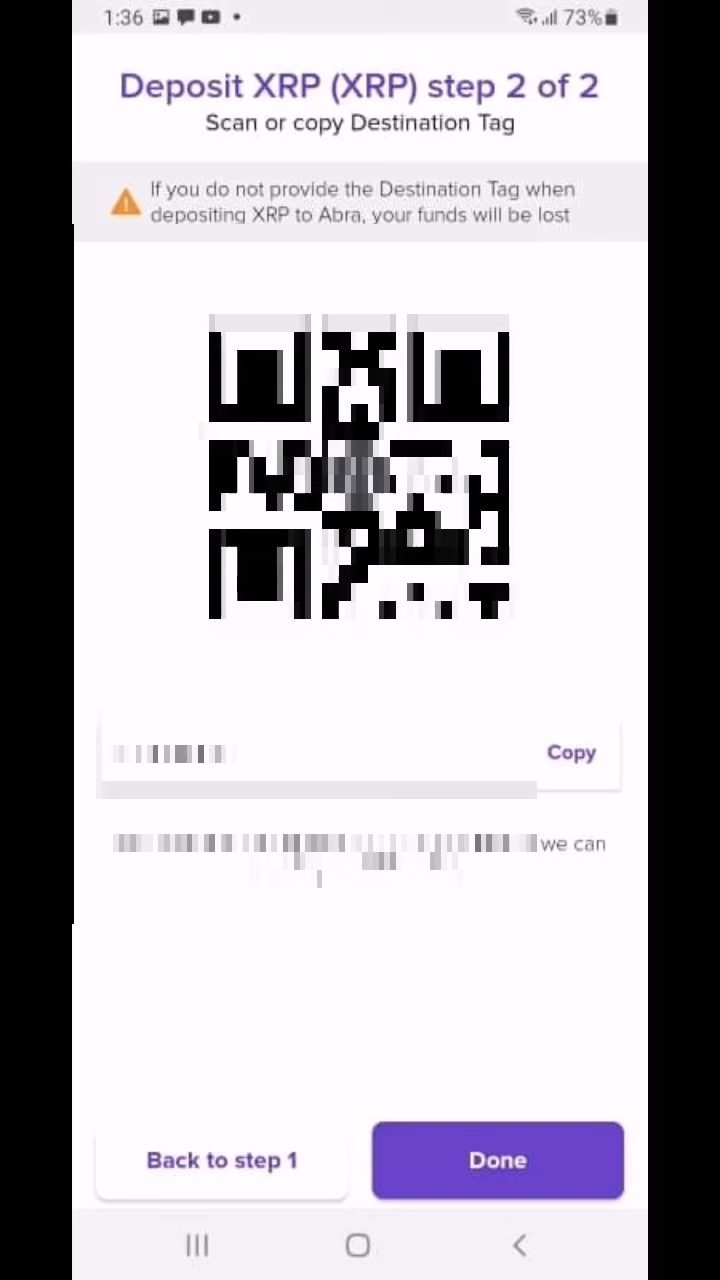 1:36 73%
Deposit XRP (XRP) step 2 of 2
Scan or copy Destination Tag
If you do not provide the Destination Tag when
depositing XRP to Abra, your funds will be lost
Copy
we can
Back to step 1 Done